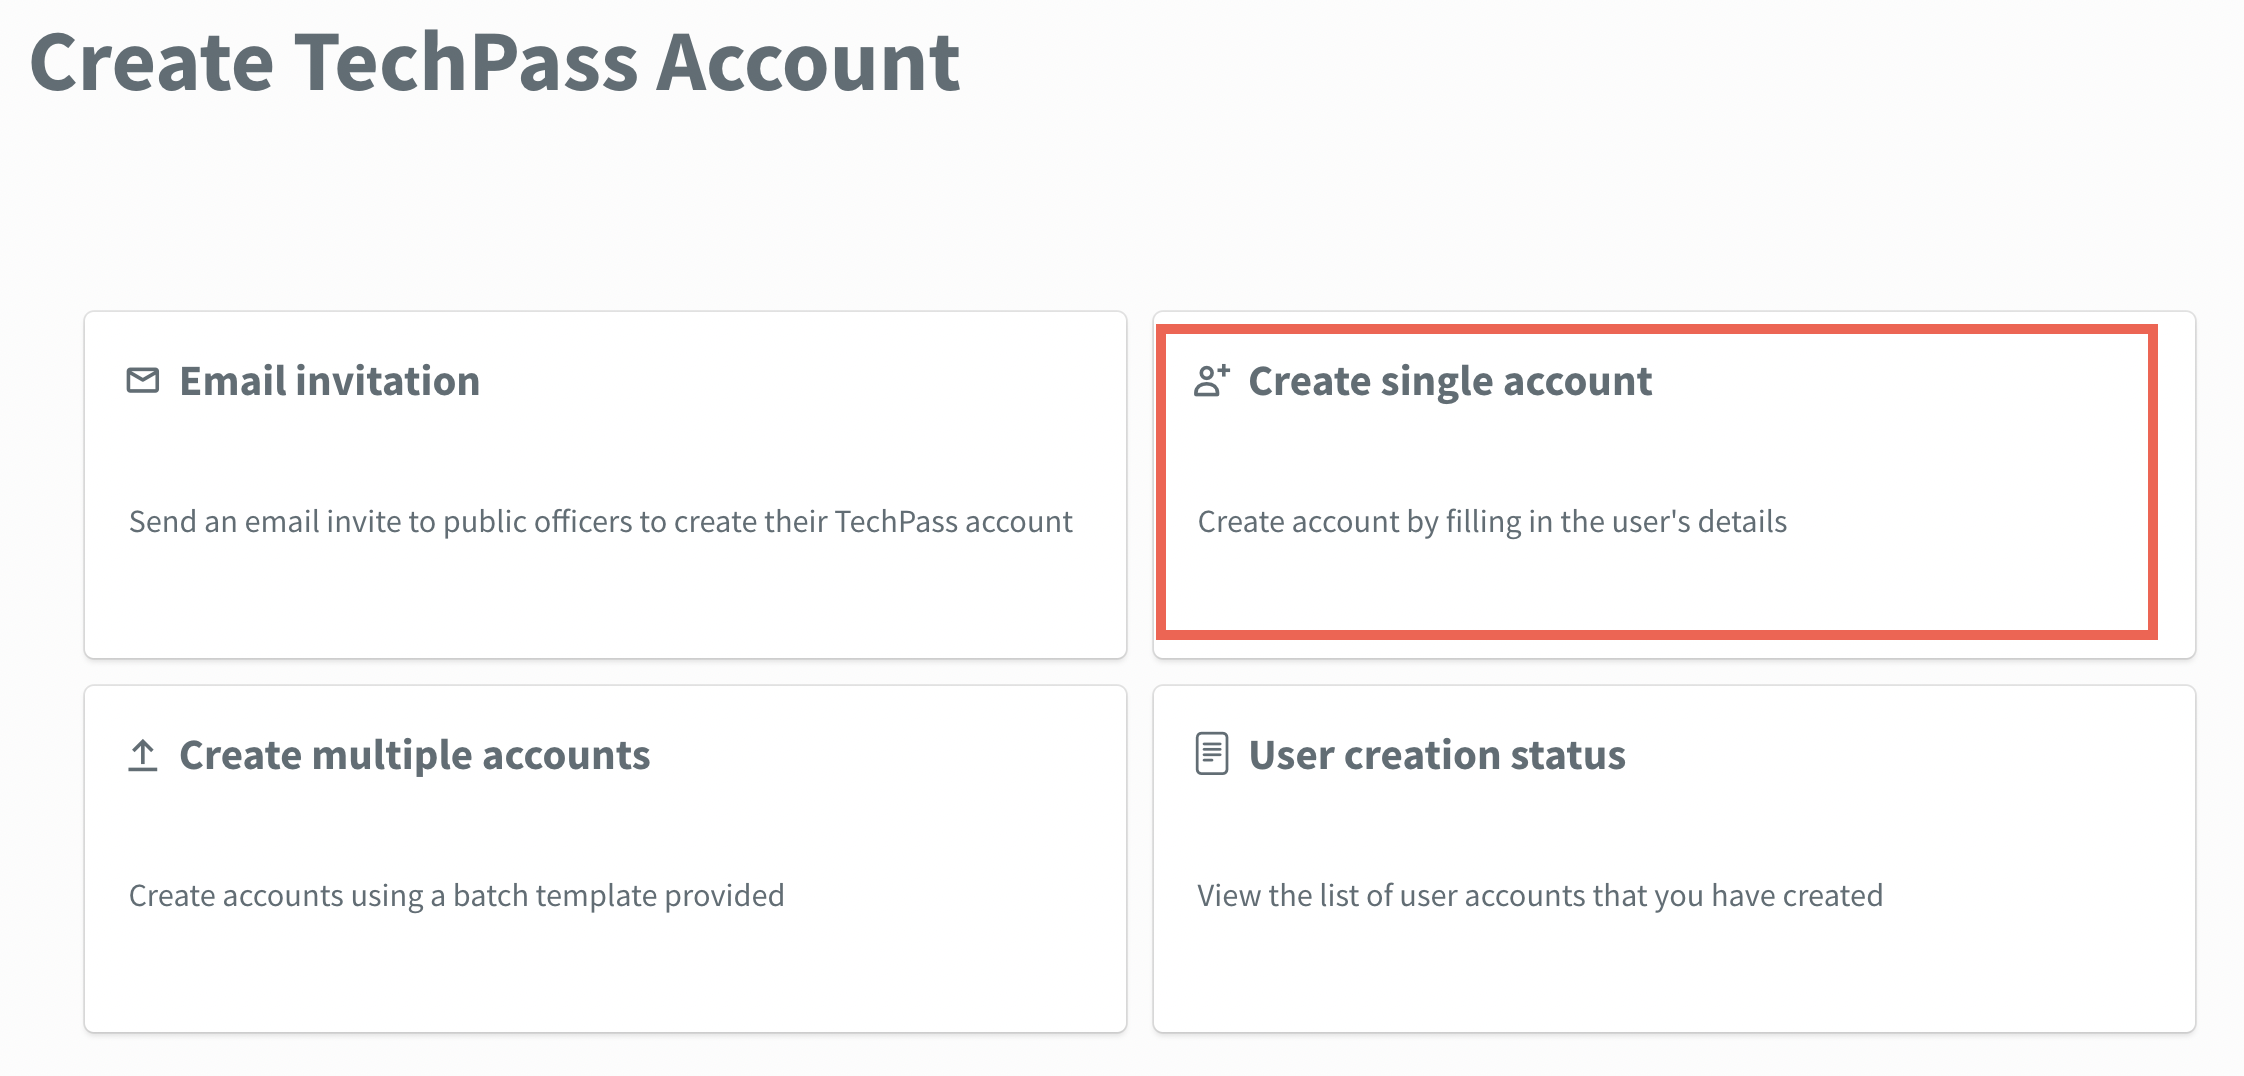 Create TechPass Account
Email invitation
Send an email invite to public officers to create their TechPass account
Create single account
Create account by filling in the user's details
Create multiple accounts
Create accounts using a batch template provided
User creation status
View the list of user accounts that you have created